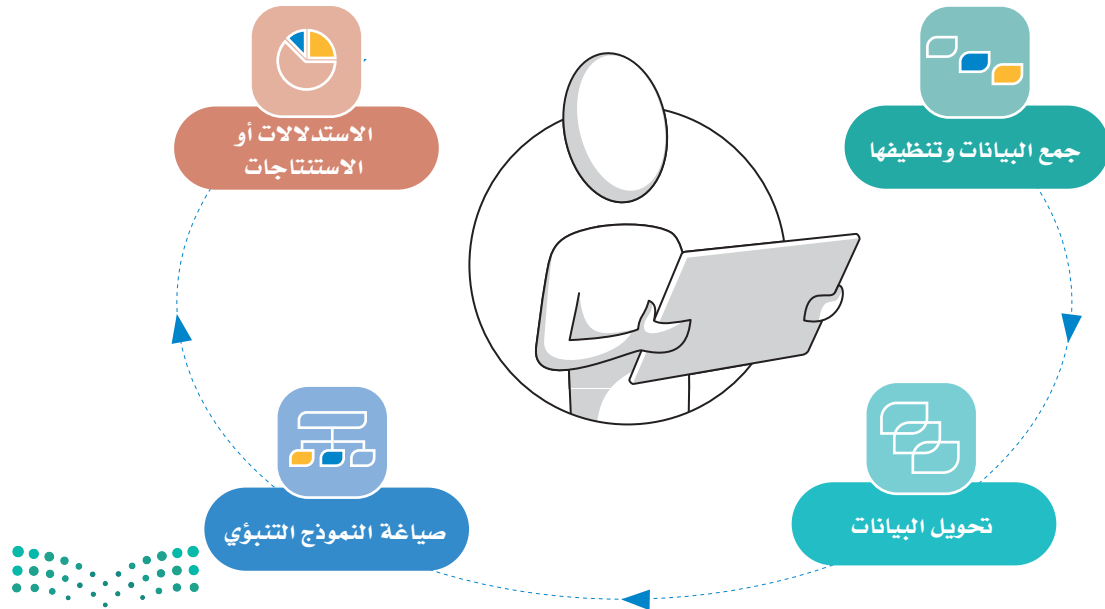 جمع البيانات وتنظيفها
تحويل البيانات
صياغة النموذج التنبؤي
الاستدلالات أو
الاستنتاجات